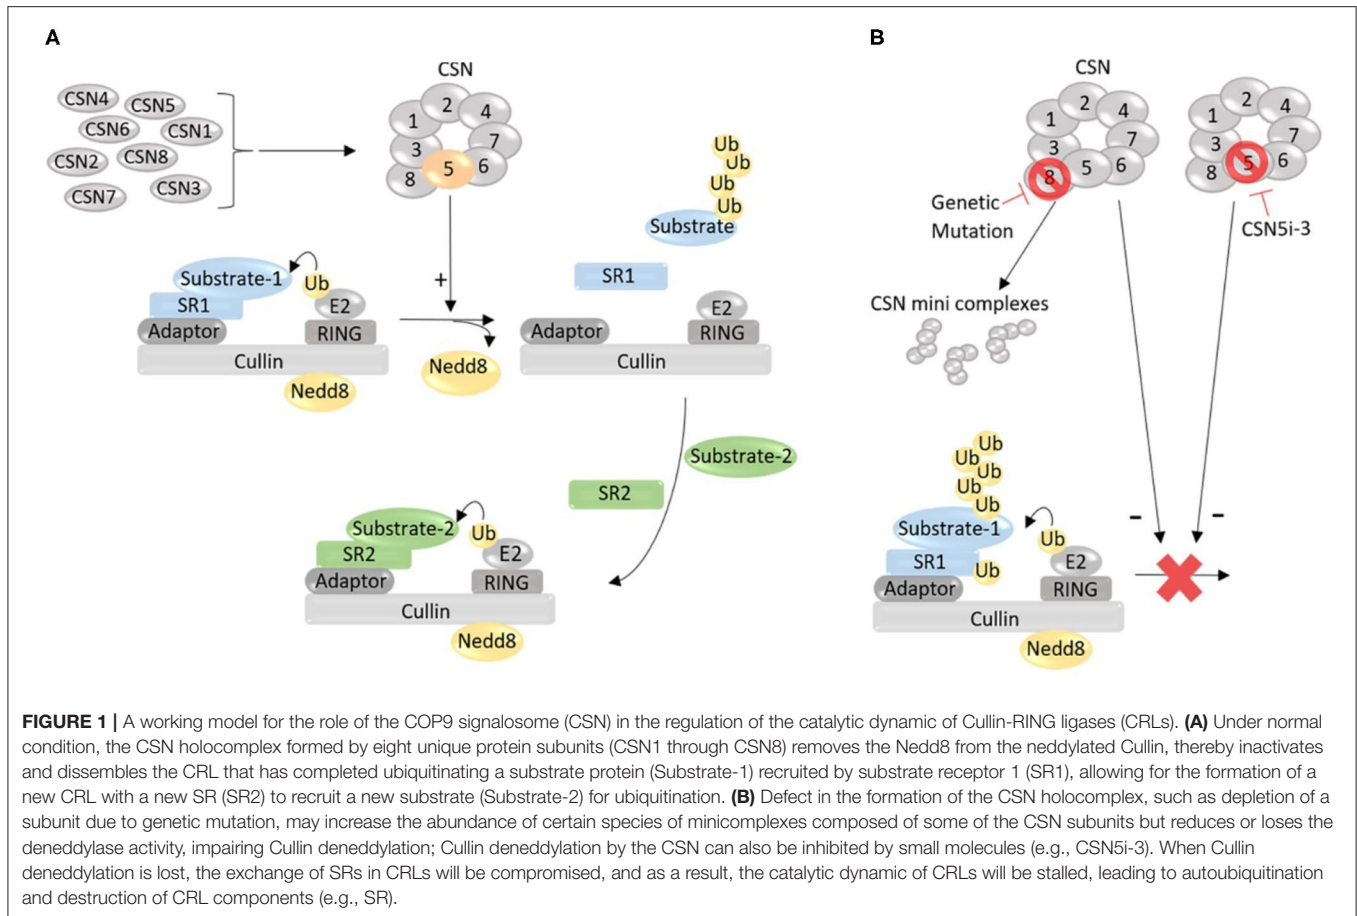 A
CSN
CSN4
CSN5
CSN6
CSN1
CSN2
CSN8
CSN7
CSN3
2
1
4
7
3
5
6
8
Ub
Ub
Ub
Ub
Substrate
SR1
+
Substrate-1
Ub
SR1
E2
Adaptor
RING
Cullin
Nedd8
Nedd8
E2
Adaptor
RING
Cullin
Substrate-2
SR2
Substrate-2
Ub
SR2
E2
Adaptor
RING
Cullin
Nedd8
B
CSN
2
1
4
7
3
8
5
6
2
1
4
7
3
5
6
8
Genetic
Mutation
CSN5i-3
CSN mini complexes
Ub
Ub
Ub
Ub
Ub
Substrate-1
Ub
SR1
Ub
E2
Adaptor
RING
Cullin
Nedd8
–
–
FIGURE 1 | A working model for the role of the COP9 signalosome (CSN) in the regulation of the catalytic dynamic of Cullin-RING ligases (CRLs). (A) Under normal
condition, the CSN holocomplex formed by eight unique protein subunits (CSN1 through CSN8) removes the Nedd8 from the neddylated Cullin, thereby inactivates
and dissembles the CRL that has completed ubiquitinating a substrate protein (Substrate-1) recruited by substrate receptor 1 (SR1), allowing for the formation of a
new CRL with a new SR (SR2) to recruit a new substrate (Substrate-2) for ubiquitination. (B) Defect in the formation of the CSN holocomplex, such as depletion of a
subunit due to genetic mutation, may increase the abundance of certain species of minicomplexes composed of some of the CSN subunits but reduces or loses the
deneddylase activity, impairing Cullin deneddylation; Cullin deneddylation by the CSN can also be inhibited by small molecules (e.g., CSN5i-3). When Cullin
deneddylation is lost, the exchange of SRs in CRLs will be compromised, and as a result, the catalytic dynamic of CRLs will be stalled, leading to autoubiquitination
and destruction of CRL components (e.g., SR).